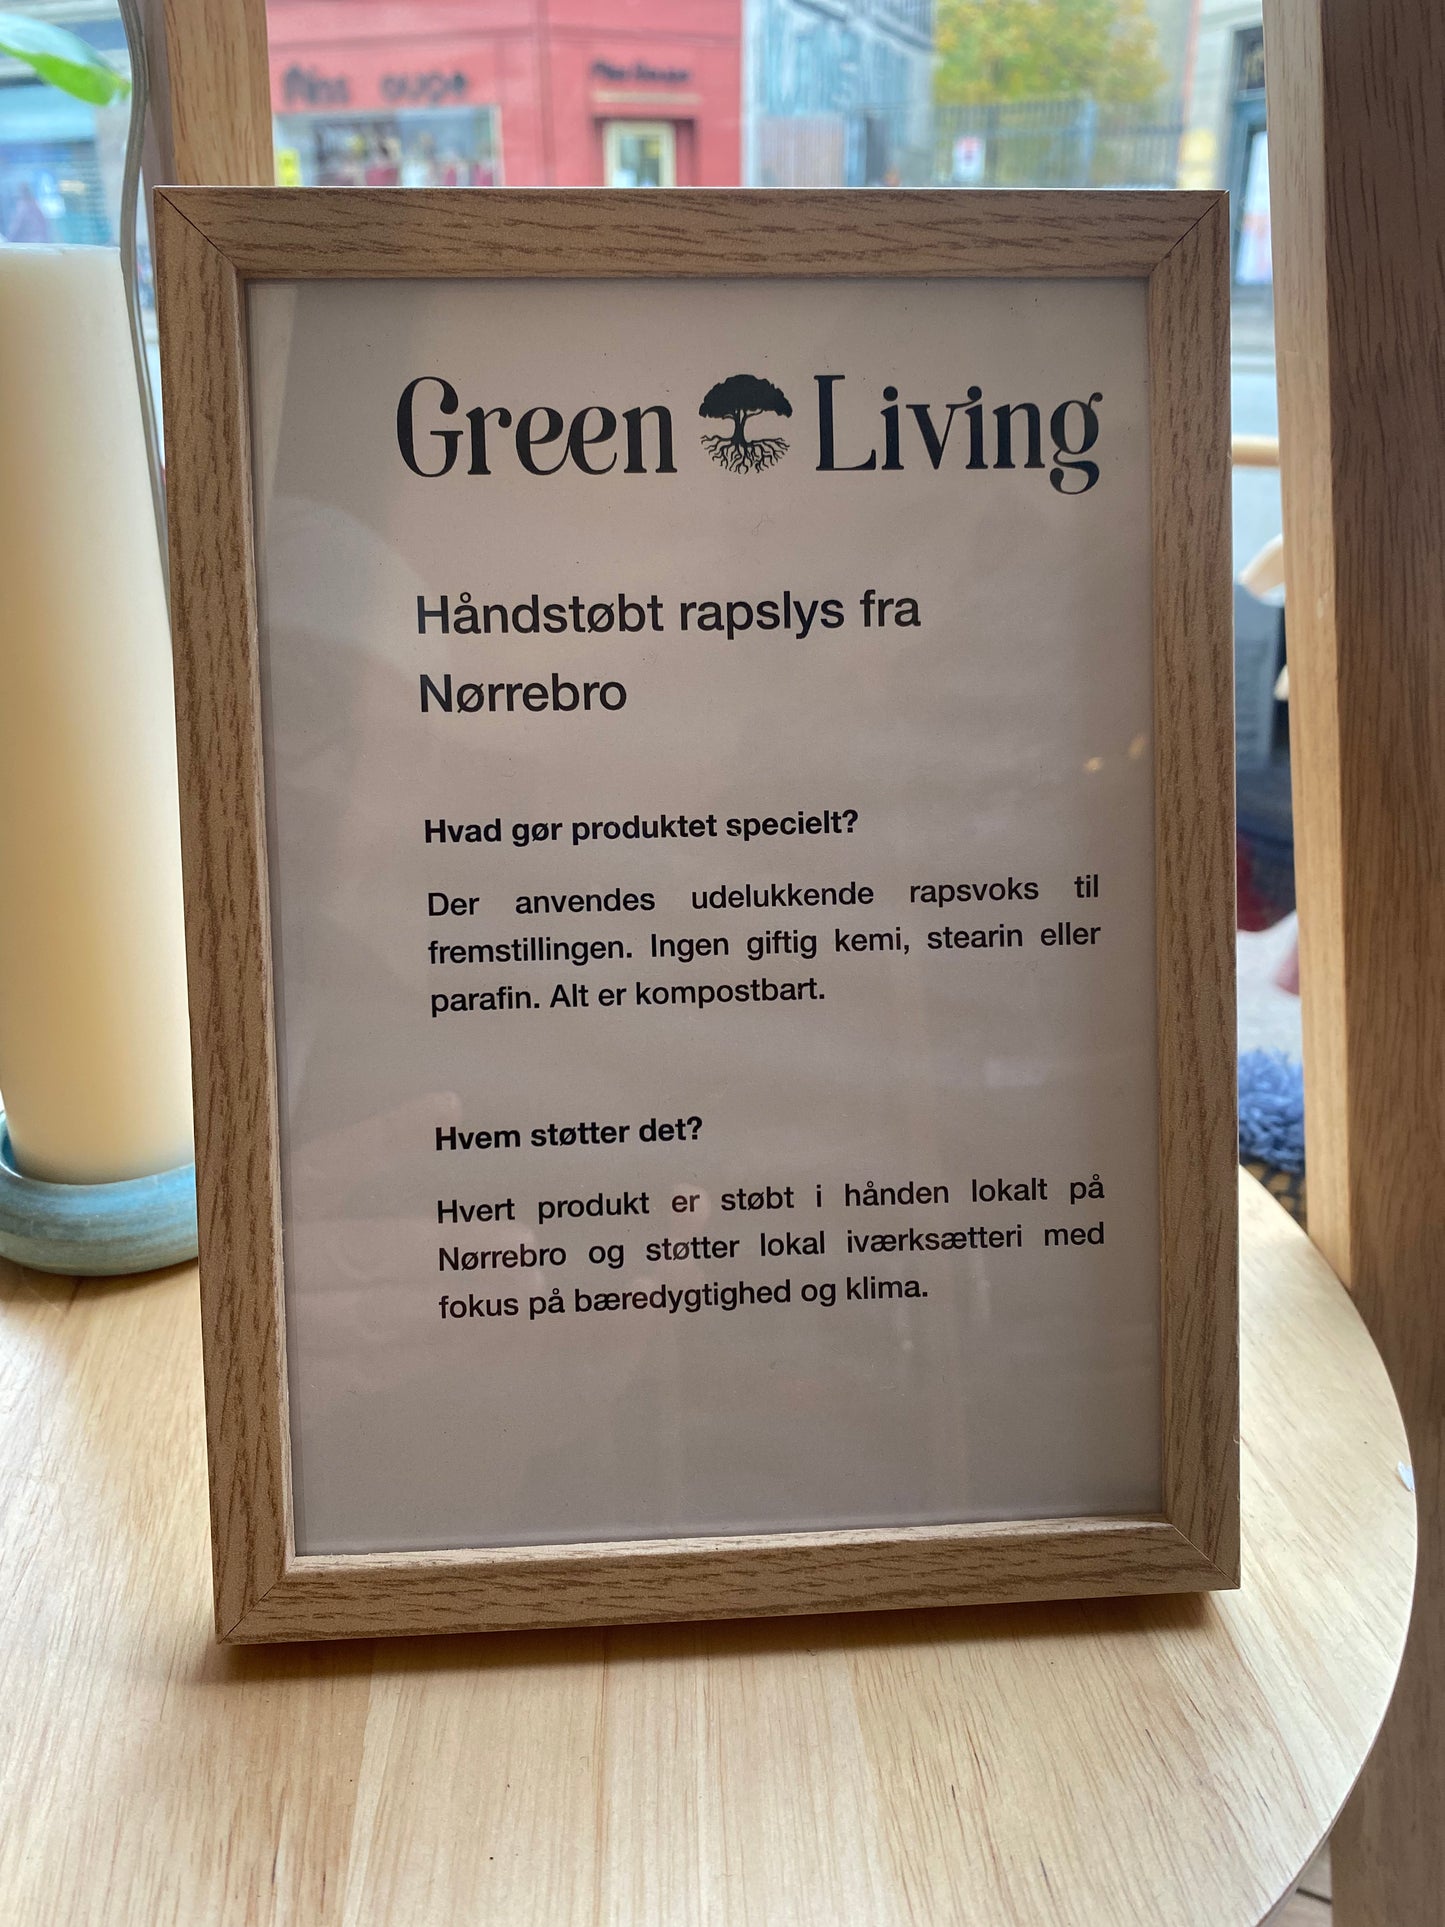 Green Living
Håndstøbt rapslys fra
Nørrebro
Hvad gør produktet specielt?
Der anvendes udelukkende rapsvoks til
fremstillingen. Ingen giftig kemi, stearin eller
parafin. Alt er kompostbart.
Hvem støtter det?
Hvert produkt er støbt i hånden lokalt på
Nørrebro og støtter lokal iværksætteri med
fokus på bæredygtighed og klima.